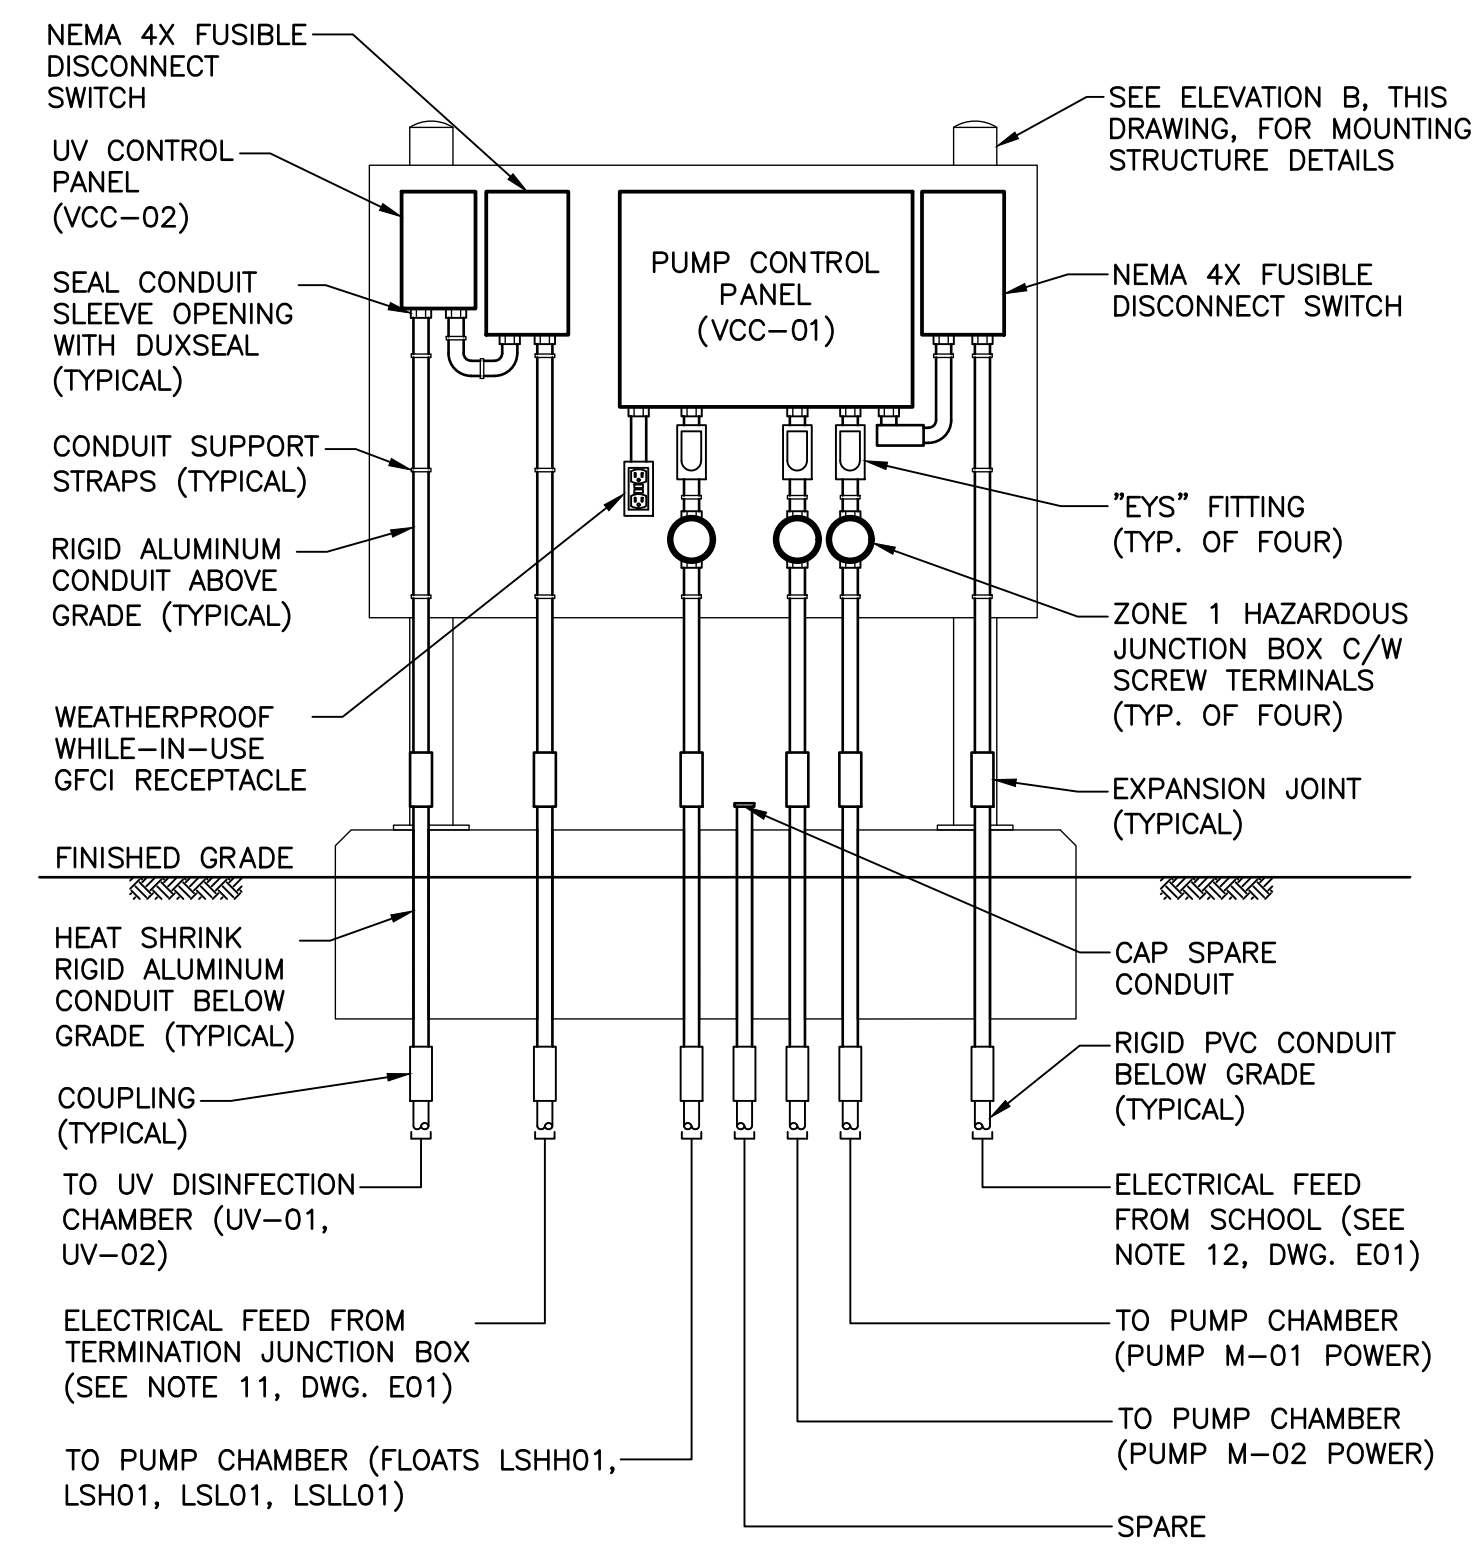 NEMA 4X FUSIBLE
DISCONNECT
SWITCH
UV CONTROL
PANEL
(VCC-02)
SEAL CONDUIT
SLEEVE OPENING
WITH DUXSEAL
(TYPICAL)
CONDUIT SUPPORT
STRAPS (TYPICAL)
RIGID ALUMINUM
CONDUIT ABOVE
GRADE (TYPICAL)
WEATHERPROOF
WHILE-IN-USE
GFCI RECEPTACLE
FINISHED GRADE
HEAT SHRINK
RIGID ALUMINUM
CONDUIT BELOW
GRADE (TYPICAL)
COUPLING
(TYPICAL)
TO UV DISINFECTION
CHAMBER (UV-01,
UV-02)
ELECTRICAL FEED FROM
TERMINATION JUNCTION BOX
(SEE NOTE 11, DWG. E01)
TO PUMP CHAMBER (FLOATS LSHH01,
LSH01, LSL01, LSLL01)
PUMP CONTROL
PANEL
(VCC-01)
SEE ELEVATION B, THIS
DRAWING, FOR MOUNTING
STRUCTURE DETAILS
NEMA 4X FUSIBLE
DISCONNECT SWITCH
"EYS" FITTING
(TYP. OF FOUR)
ZONE 1 HAZARDOUS
JUNCTION BOX C/W
SCREW TERMINALS
(TYP. OF FOUR)
EXPANSION JOINT
(TYPICAL)
CAP SPARE
CONDUIT
RIGID PVC CONDUIT
BELOW GRADE
(TYPICAL)
ELECTRICAL FEED
FROM SCHOOL (SEE
NOTE 12, DWG. E01)
TO PUMP CHAMBER
(PUMP M-01 POWER)
TO PUMP CHAMBER
(PUMP M-02 POWER)
SPARE